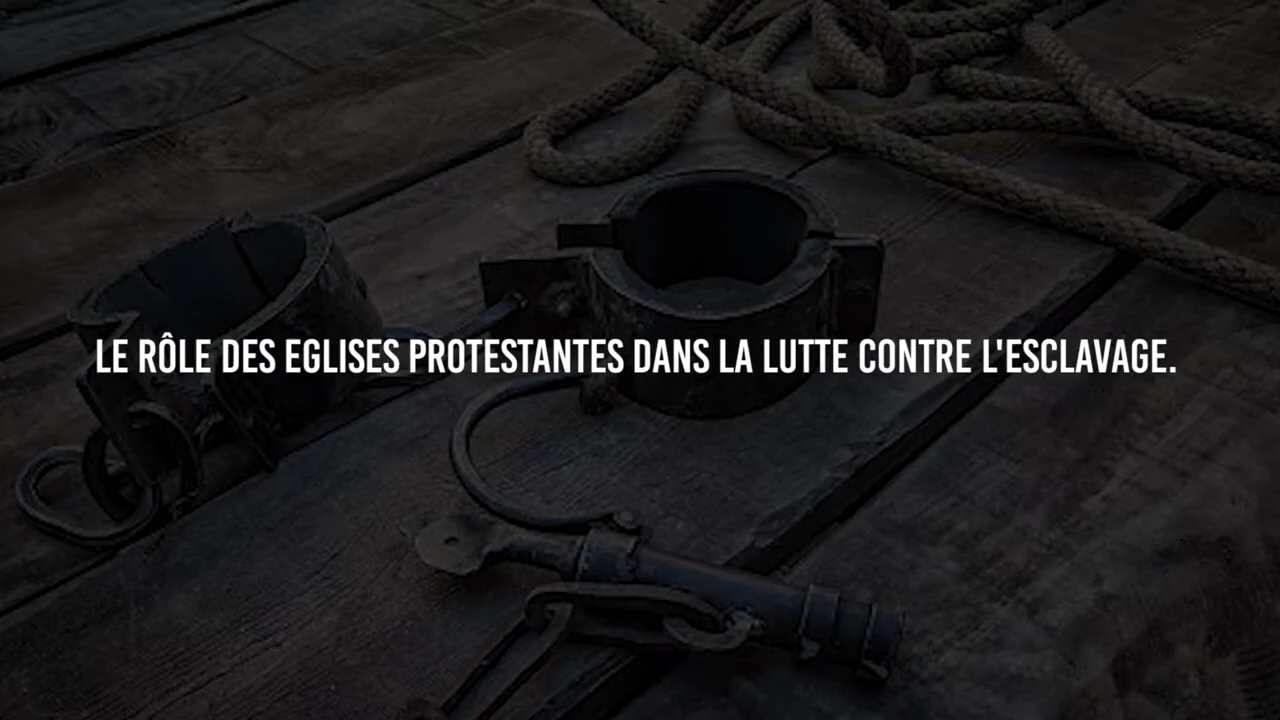 LE RÔLE DES EGLISES PROTESTANTES DANS LA LUTTE CONTRE L'ESCLAVAGE.